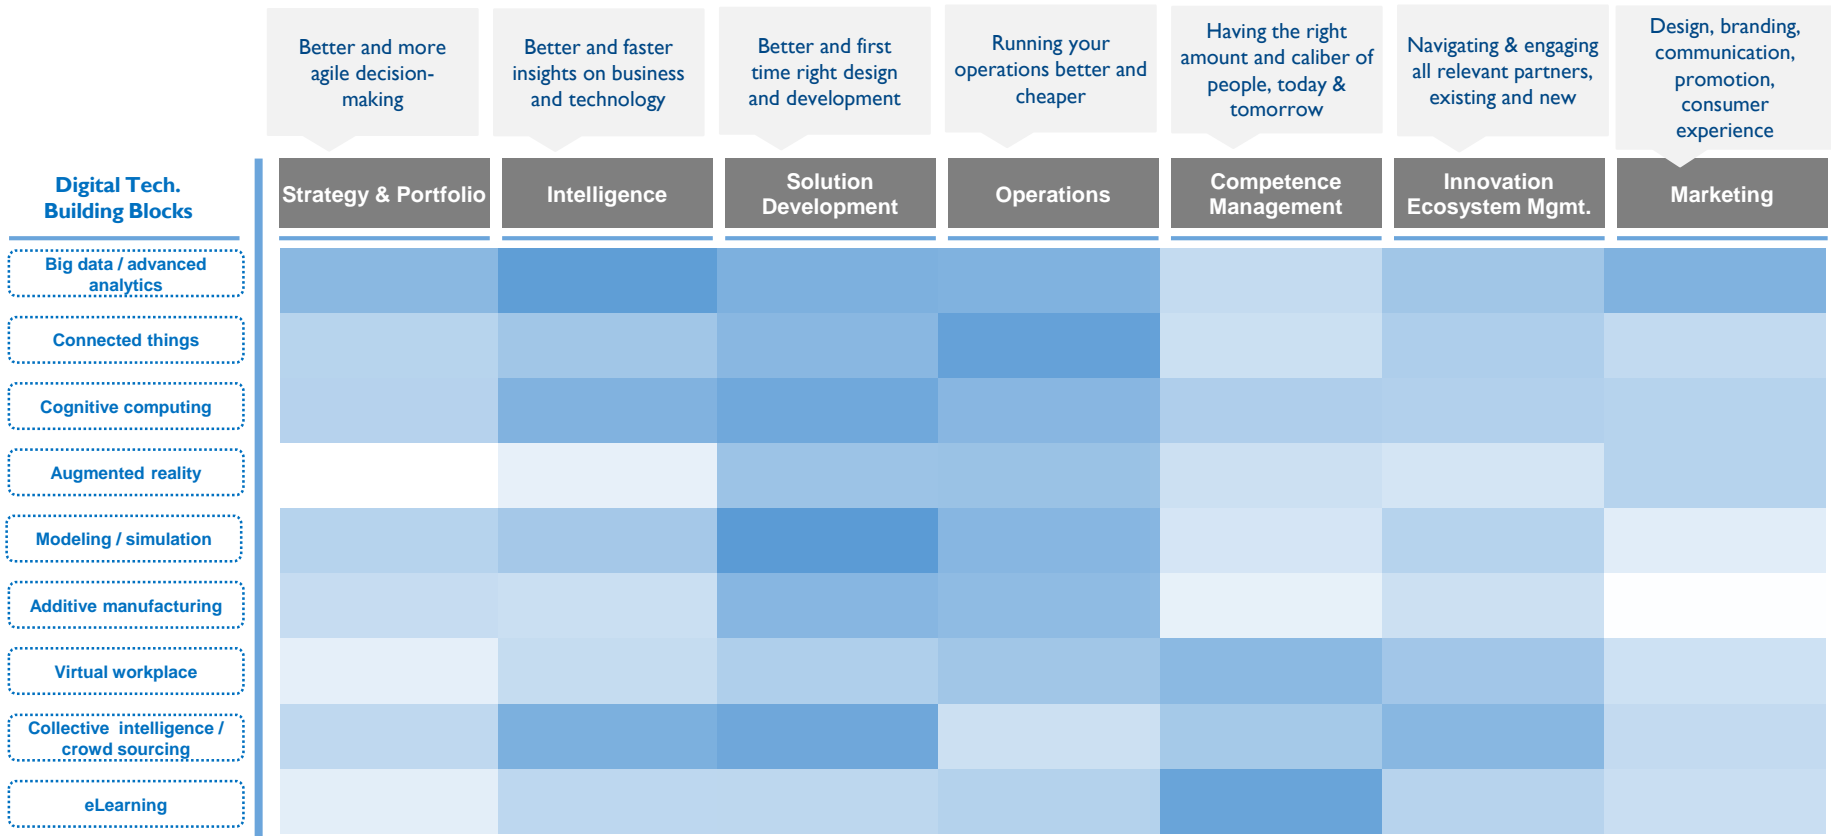 Better and more
agile decision-
making
Better and faster
insights on business
and technology
Better and first
time right design
and development
Running your
operations better and
cheaper
Having the right
amount and caliber of
people, today &
tomorrow
Navigating & engaging
all relevant partners,
existing and new
Design, branding,
communication,
promotion,
consumer
experience
Digital Tech.
Building Blocks
Strategy & Portfolio
Intelligence
Solution
Development
Operations
Competence
Management
Innovation
Ecosystem Mgmt.
Marketing
Big data / advanced
analytics
Connected things
Cognitive computing
Augmented reality
Modeling / simulation
Additive manufacturing
Virtual workplace
Collective intelligence /
crowd sourcing
eLearning